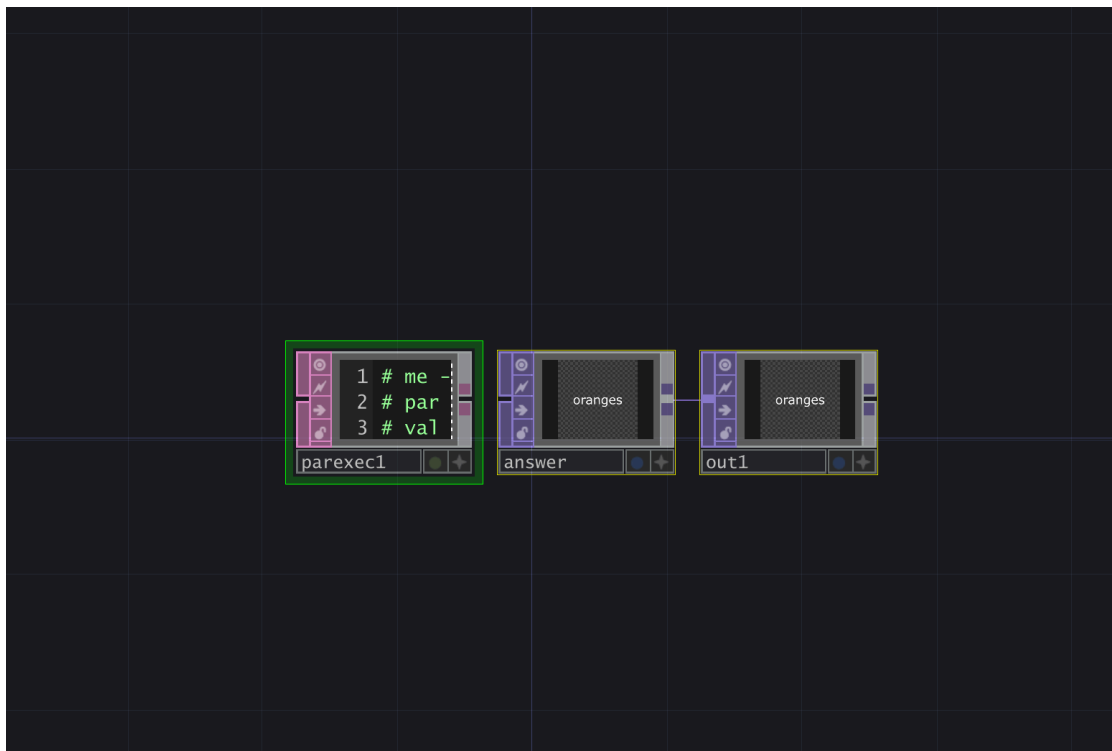 1 # me -
2 # par
3 # val
parexec1
oranges
answer
oranges
out1